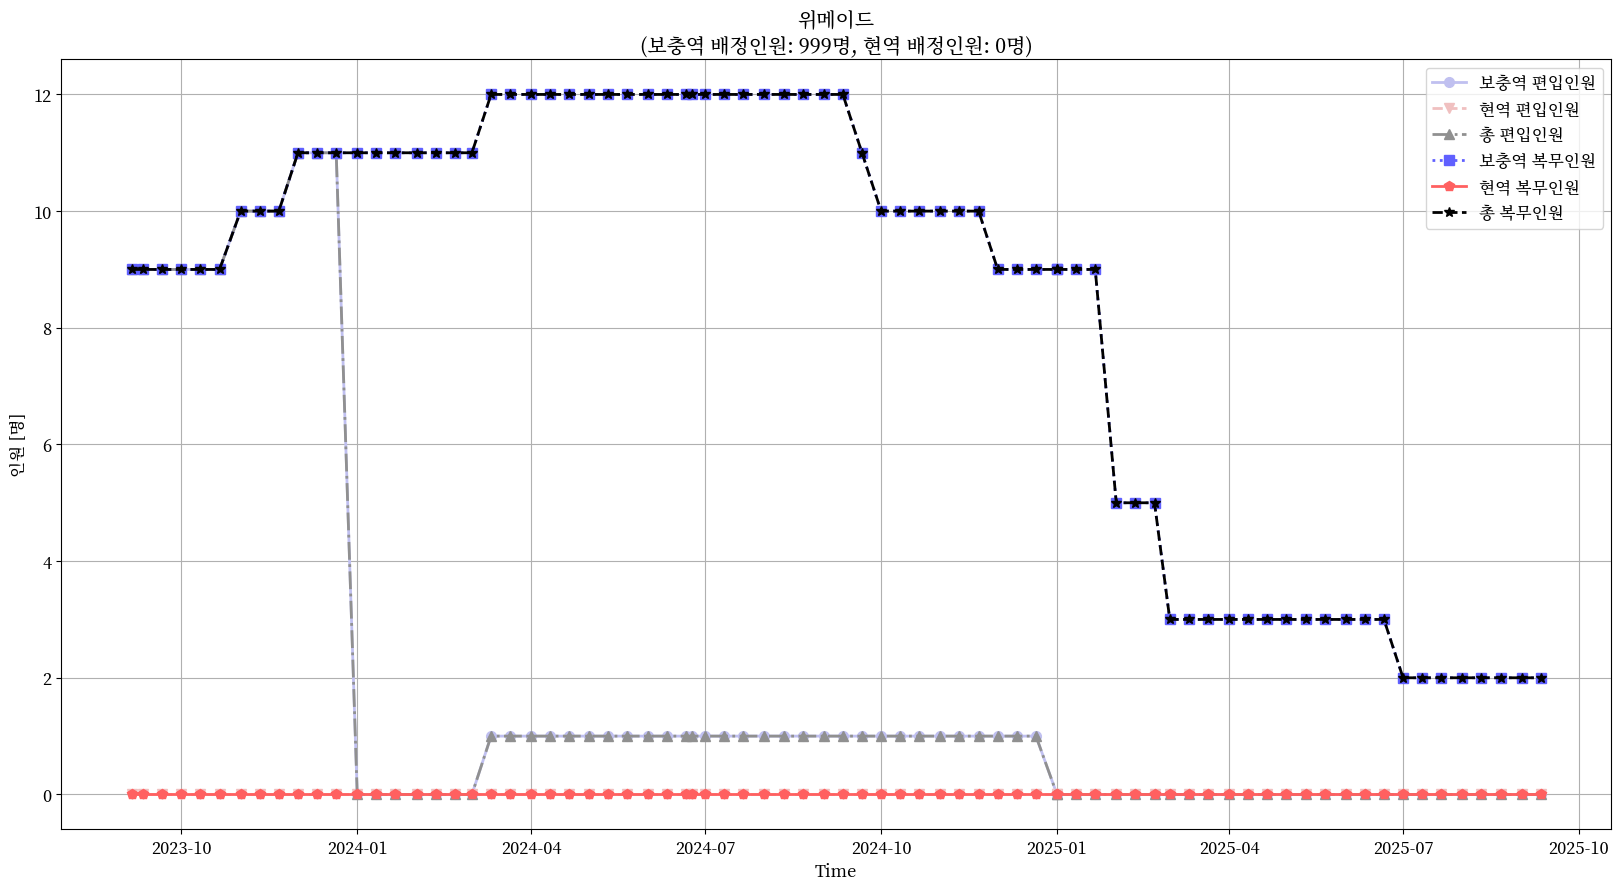 위메이드
(보충역 배정인원: 999명, 현역 배정인원: 0명)
보충역 편입인원
현역 편입인원
총 편입인원
보충역 복무인원
현역 복무인원
총 복무인원
인원 [명]
12
10
8
6
4
2
0
2023-10
2024-01
2024-04
2024-07
2024-10
2025-01
2025-04
2025-07
2025-10
Time